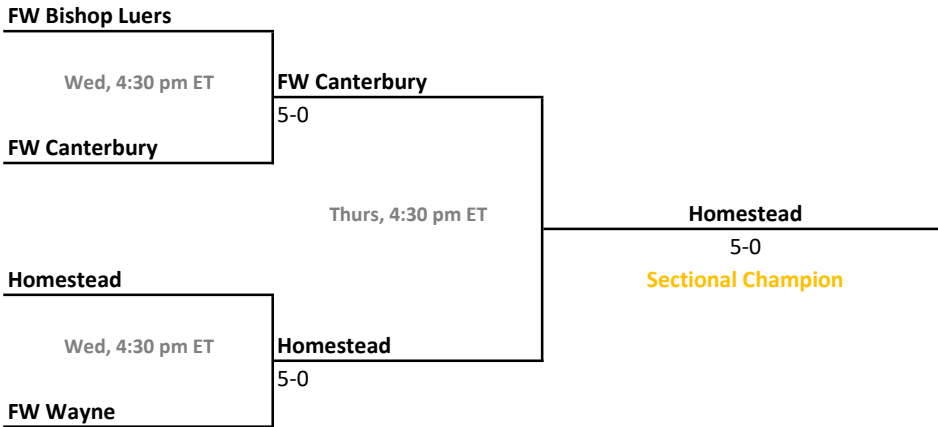 FW Bishop Luers
Wed, 4:30 pm ET
FW Canterbury
5-0
FW Canterbury
Thurs, 4:30 pm ET
Homestead
5-0
Sectional Champion
Homestead
Wed, 4:30 pm ET
Homestead
5-0
FW Wayne